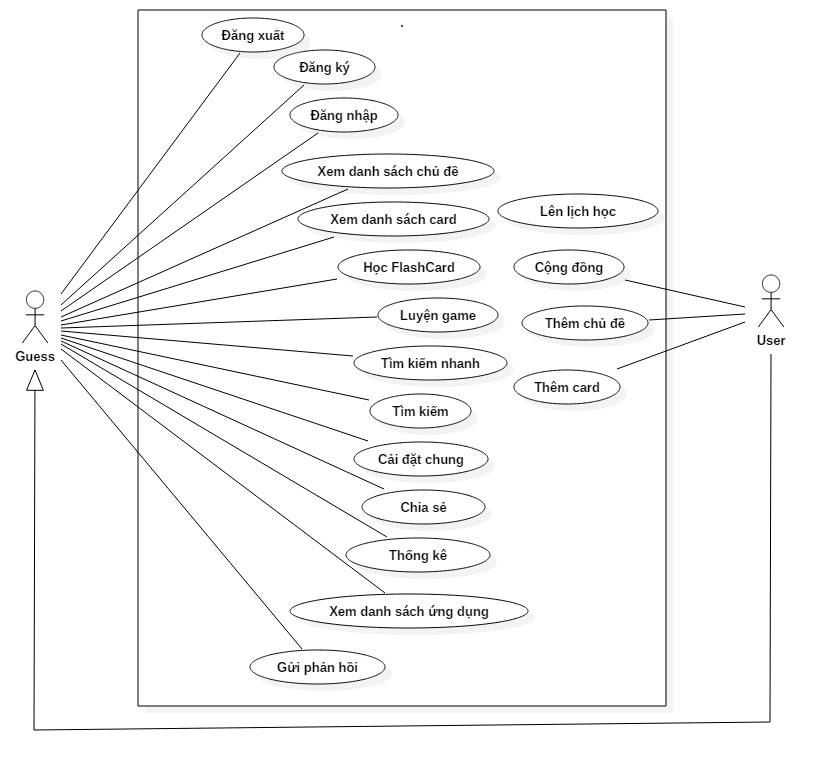 Đăng xuất
Đăng ký
Đăng nhập
Xem danh sách chủ đề
Xem danh sách card
Lên lịch học
Học FlashCard
Cộng đồng
Luyện game
Thêm chủ đề
Guess
User
Tìm kiếm nhanh
Thêm card
Tìm kiếm
Cải đặt chung
Chia sẻ
Thống kê
Xem danh sách ứng dụng
Gửi phản hồi